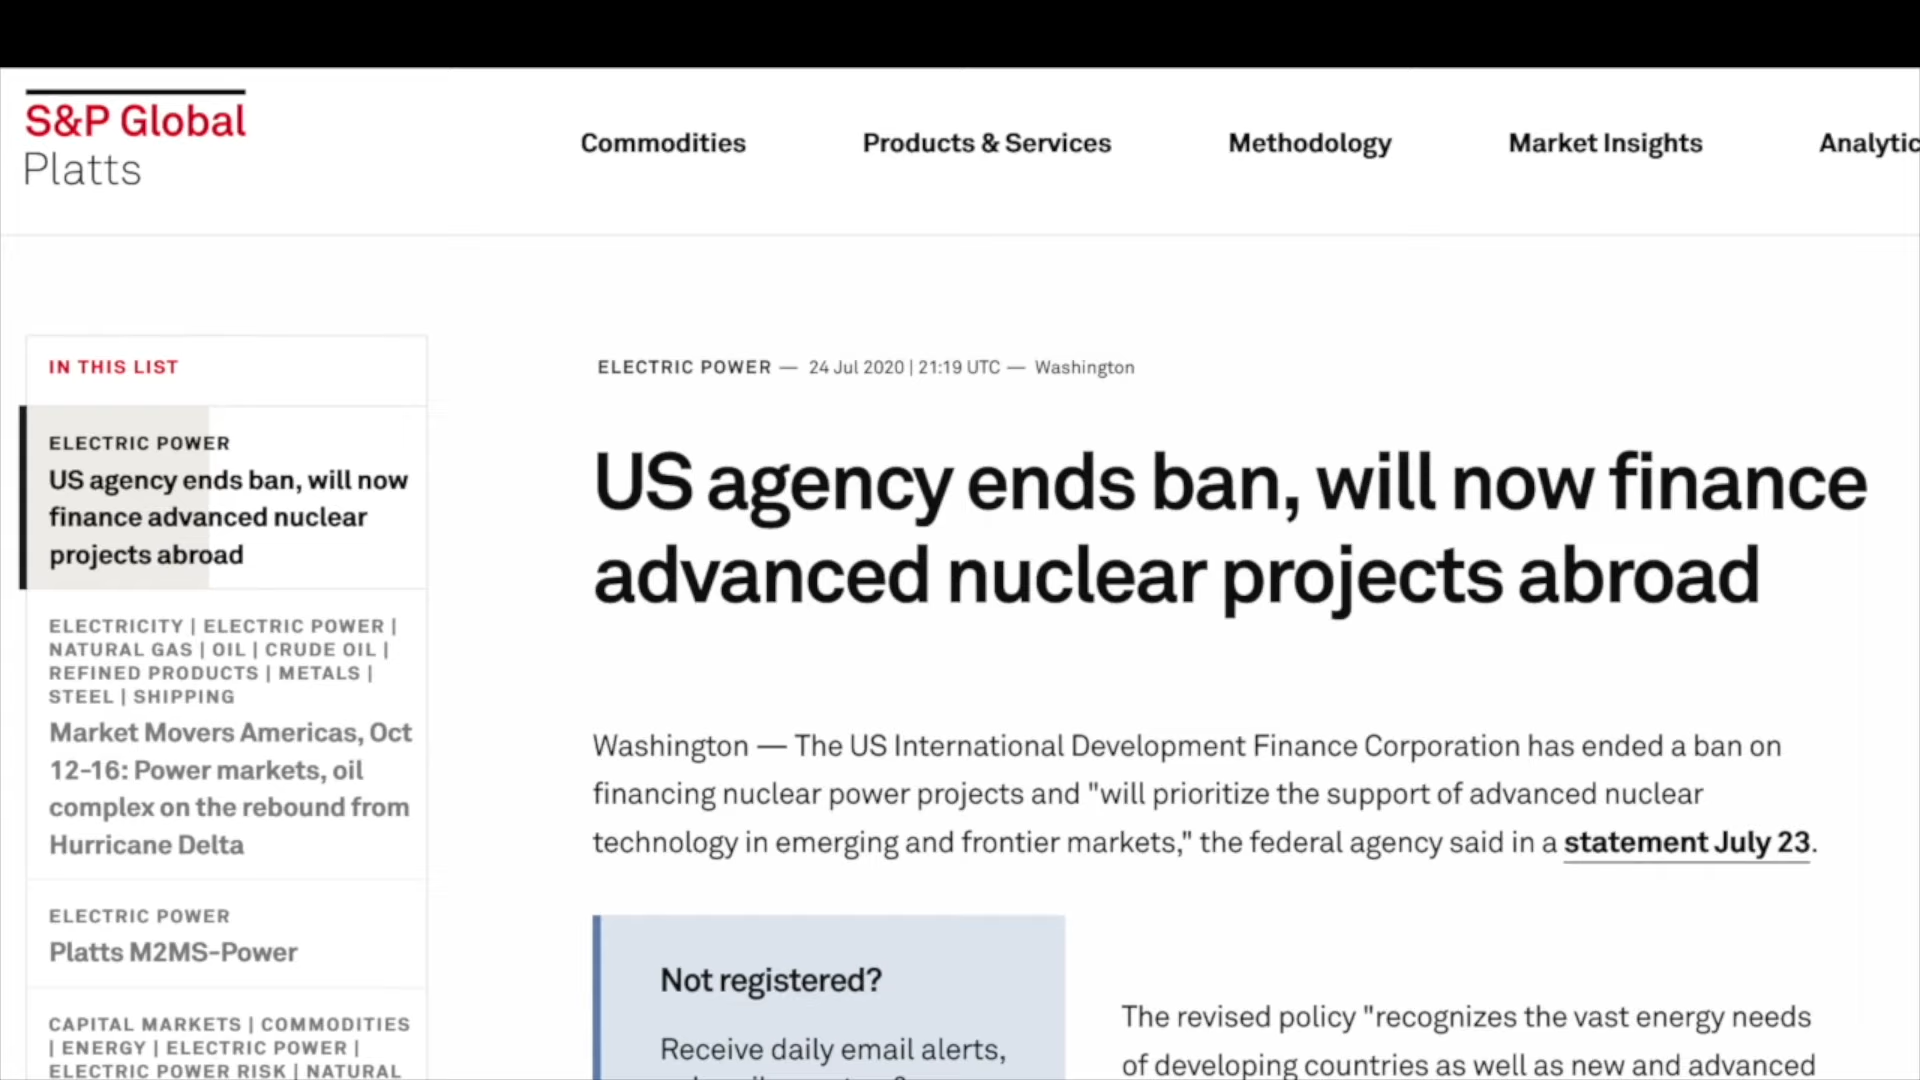 S&P Global
Platts
Commodities
Products & Services
Methodology
Market Insights
IN THIS LIST
ELECTRIC POWER
US agency ends ban, will now
finance advanced nuclear
projects abroad
ELECTRICITY | ELECTRIC POWER |
NATURAL GAS | OIL | CRUDE OIL |
REFINED PRODUCTS | METALS |
STEEL | SHIPPING
Market Movers Americas, Oct
12-16: Power markets, oil
complex on the rebound from
Hurricane Delta
ELECTRIC POWER
Platts M2MS-Power
CAPITAL MARKETS | COMMODITIES
| ENERGY | ELECTRIC POWER |
ELECTRIC POWER RISK | NATURAL
ELECTRIC POWER — 24 Jul 2020 | 21:19 UTC — Washington
US agency ends ban, will now finance
advanced nuclear projects abroad
Washington — The US International Development Finance Corporation has ended a ban on
financing nuclear power projects and "will prioritize the support of advanced nuclear
technology in emerging and frontier markets," the federal agency said in a statement July 23.
Not registered?
Receive daily email alerts,
The revised policy "recognizes the vast energy needs
of developing countries as well as new and advanced